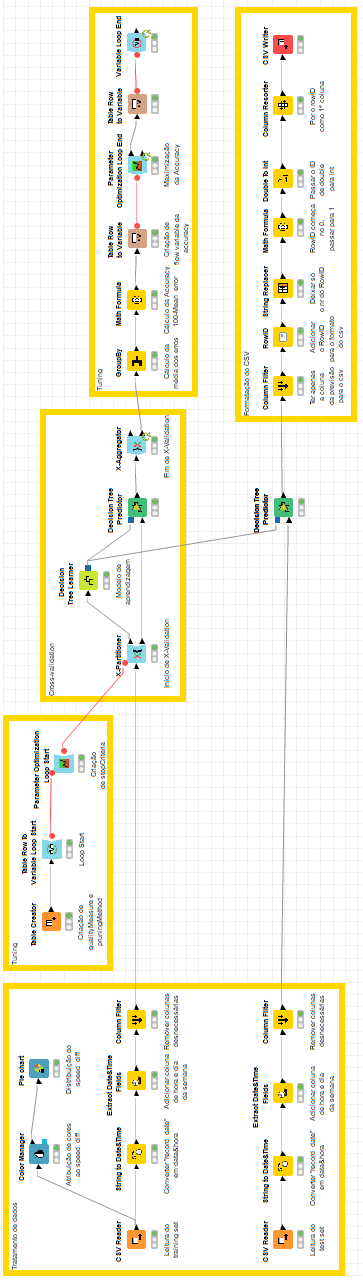 Tratamento de dados
Color Manager
Atribuição de cores
ao speed_diff
Pie chart
Distribuição do
speed_diff
CSV Reader
Leitura do
training set
String to Date&Time
Converter "record_date"
em data&hora
Extract Date&Time
Fields
Adicionar coluna
de hora e dia
da semana
Column Filter
Remover colunas
desnecessárias
CSV Reader
Leitura do
test set
String to Date&Time
Converter "record_date"
em data&hora
Extract Date&Time
Fields
Adicionar coluna
de hora e dia
da semana
Column Filter
Remover colunas
desnecessárias
Tuning
Table Creator
Criação de
qualityMeasure e
pruningMethod
Table Row To
Variable Loop Start
Loop Start
Parameter Optimization
Loop Start
Criação
de stopCriteria
Cross-validation
X-Partitioner
Início de X-Validation
Decision
Tree Learner
Modelo de
aprendizagem
Decision Tree
Predictor
X-Aggregator
Fim de X-Validation
Decision Tree
Predictor
Tuning
GroupBy
Cálculo da
média dos erros
Math Formula
Cálculo da Accuracy:
100-Mean_error
Table Row
to Variable
Criação de
flow variable da
accuracy
Parameter
Optimization Loop End
Maximização
da Accuracy
Table Row
to Variable
Variable Loop End
Formatação do CSV
Column Filter
Ter apenas
a coluna
da previsão
para o csv
RowID
Adicionar
o RowID
para o formato
do csv
String Replacer
Deixar só
o nr do RowID
Math Formula
RowID começa
no 0,
passar para 1
Double To Int
Passar o ID
de double
para int
Column Resorter
Pôr o rowID
como 1ª coluna
CSV Writer